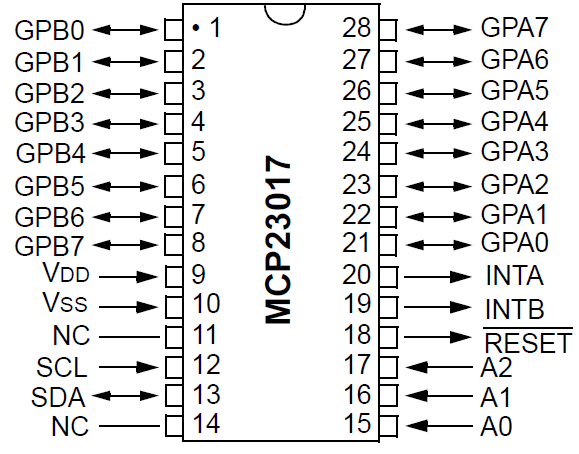 GPB0 • 1 28 GPA7
GPB1 2 27 GPA6
GPB2 3 26 GPA5
GPB3 4 25 GPA4
GPB4 5 24 GPA3
GPB5 6 23 GPA2
GPB6 7 22 GPA1
GPB7 8 21 GPA0
VDD 9 20 INTA
VSS 10 19 INTB
NC 11 18 RESET
SCL 12 17 A2
SDA 13 16 A1
NC 14 15 A0
MCP23017